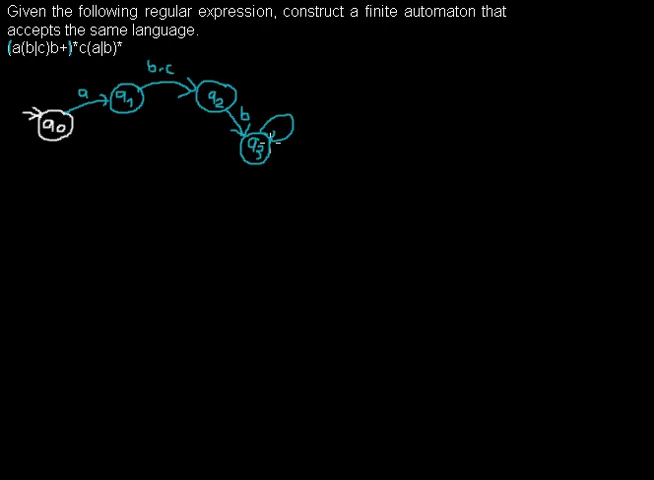 Given the following regular expression, construct a finite automaton that
accepts the same language.
(a(b|c)b+)*c(a|b)*
b,c
a
q1
q2
b
q0
q3